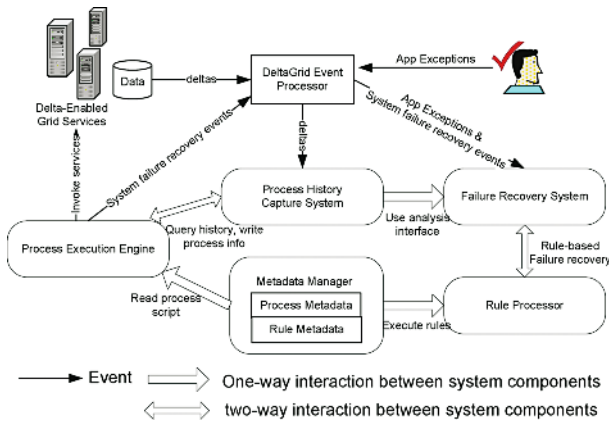 Data
Delta-Enabled
Grid Services
deltas
DeltaGrid Event
Processor
App Exceptions
App Exceptions &
System failure recovery events
System failure recovery events
Invoke services
deltas
Process History
Capture System
Failure Recovery System
Use analysis
interface
Query history, write
process info
Process Execution Engine
Rule-based
Failure recovery
Read process
script
Metadata Manager
Process Metadata
Rule Metadata
Execute rules
Rule Processor
Event
One-way interaction between system components
two-way interaction between system components